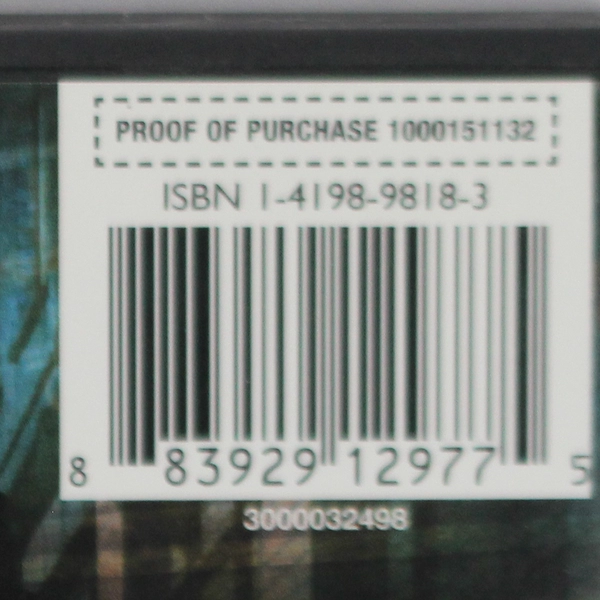 PROOF OF PURCHASE 1000151132
ISBN 1-4198-9818-3
8 83929 12977 5
3000032498